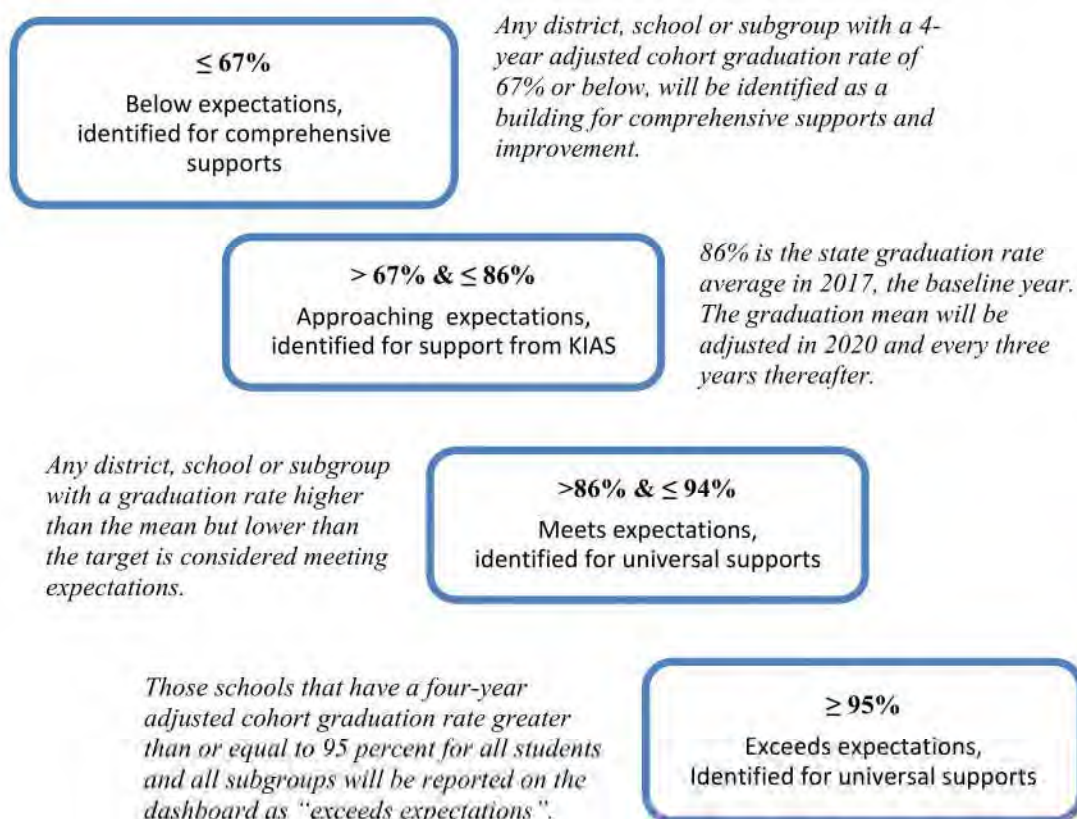 ≤ 67%
Below expectations,
identified for comprehensive
supports
Any district, school or subgroup with a 4-
year adjusted cohort graduation rate of
67% or below, will be identified as a
building for comprehensive supports and
improvement.
> 67% & ≤ 86%
Approaching expectations,
identified for support from KIAS
86% is the state graduation rate
average in 2017, the baseline year.
The graduation mean will be
adjusted in 2020 and every three
years thereafter.
Any district, school or subgroup
with a graduation rate higher
than the mean but lower than
the target is considered meeting
expectations.
>86% & ≤ 94%
Meets expectations,
identified for universal supports
Those schools that have a four-year
adjusted cohort graduation rate greater
than or equal to 95 percent for all students
and all subgroups will be reported on the
dashboard as “exceeds expectations”.
≥ 95%
Exceeds expectations,
Identified for universal supports